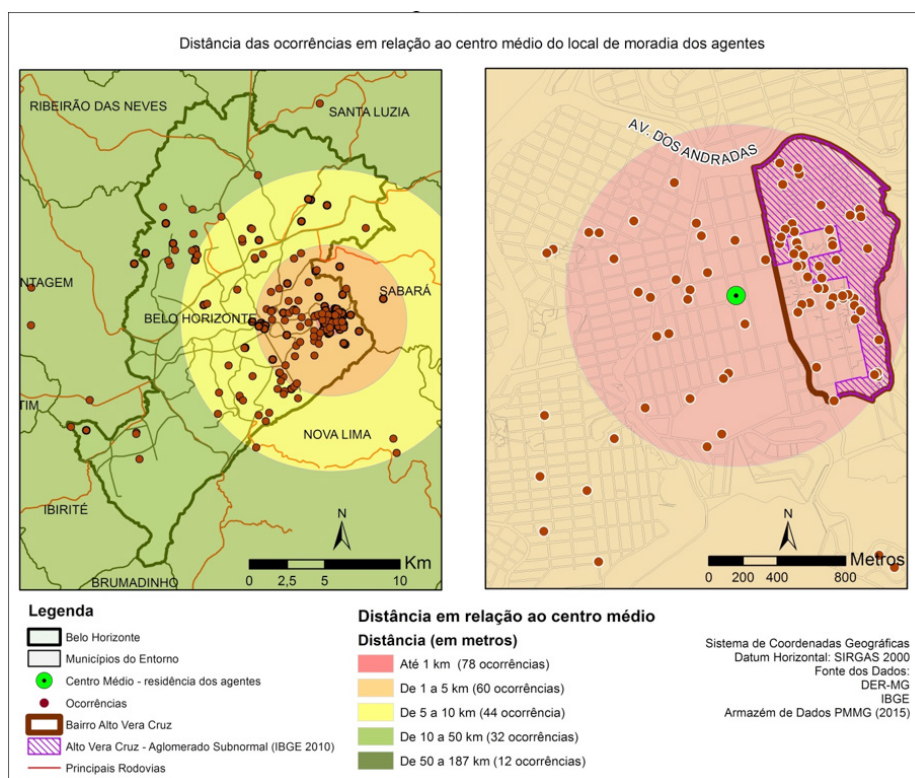 Distância das ocorrências em relação ao centro médio do local de moradia dos agentes
RIBEIRÃO DAS NEVES
SANTA LUZIA
NTAGEM
BELO HORIZONTE
SABARÁ
TIM
NOVA LIMA
IBIRITÉ
BRUMADINHO
N
Km
0 2,5 5 10
AV. DOS ANDRADAS
N
Metros
0 200 400 800
Legenda
Belo Horizonte
Municípios do Entorno
Centro Médio - residência dos agentes
Ocorrências
Bairro Alto Vera Cruz
Alto Vera Cruz - Aglomerado Subnormal (IBGE 2010)
Principais Rodovias
Distância em relação ao centro médio
Distância (em metros)
Até 1 km (78 ocorrências)
De 1 a 5 km (60 ocorrências)
De 5 a 10 km (44 ocorrência)
De 10 a 50 km (32 ocorrências)
De 50 a 187 km (12 ocorrências)
Sistema de Coordenadas Geográficas
Datum Horizontal: SIRGAS 2000
Fonte dos Dados:
DER-MG
IBGE
Armazém de Dados PMMG (2015)